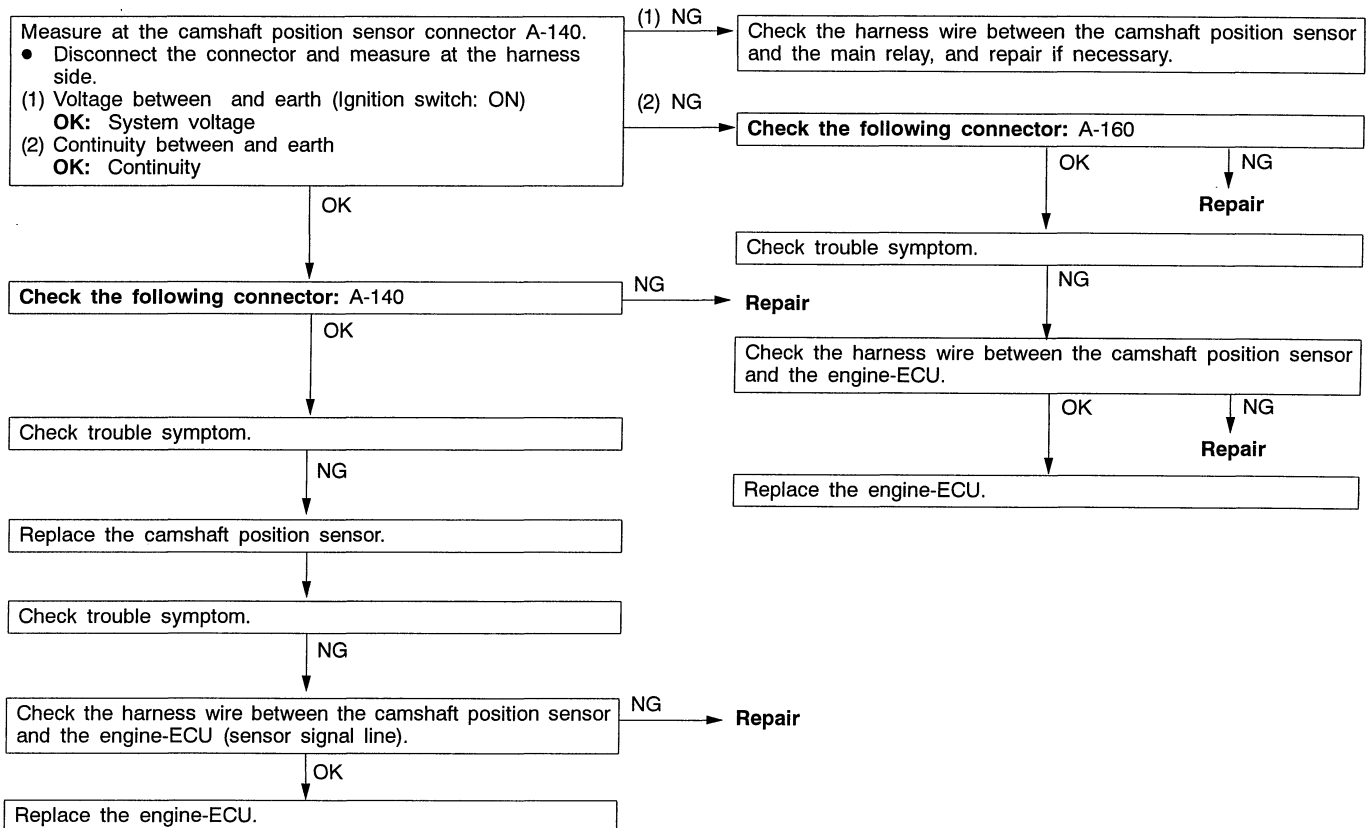 Measure at the camshaft position sensor connector A-140.
● Disconnect the connector and measure at the harness
side.
(1) Voltage between and earth (Ignition switch: ON)
OK: System voltage
(2) Continuity between and earth
OK: Continuity
(1) NG
Check the harness wire between the camshaft position sensor
and the main relay, and repair if necessary.
(2) NG
Check the following connector: A-160
OK
NG
Repair
Check trouble symptom.
NG
Check the harness wire between the camshaft position sensor
and the engine-ECU.
OK
NG
Repair
Replace the engine-ECU.
OK
Check the following connector: A-140
NG
Repair
OK
Check trouble symptom.
NG
Replace the camshaft position sensor.
Check trouble symptom.
NG
Check the harness wire between the camshaft position sensor
and the engine-ECU (sensor signal line).
NG
Repair
OK
Replace the engine-ECU.